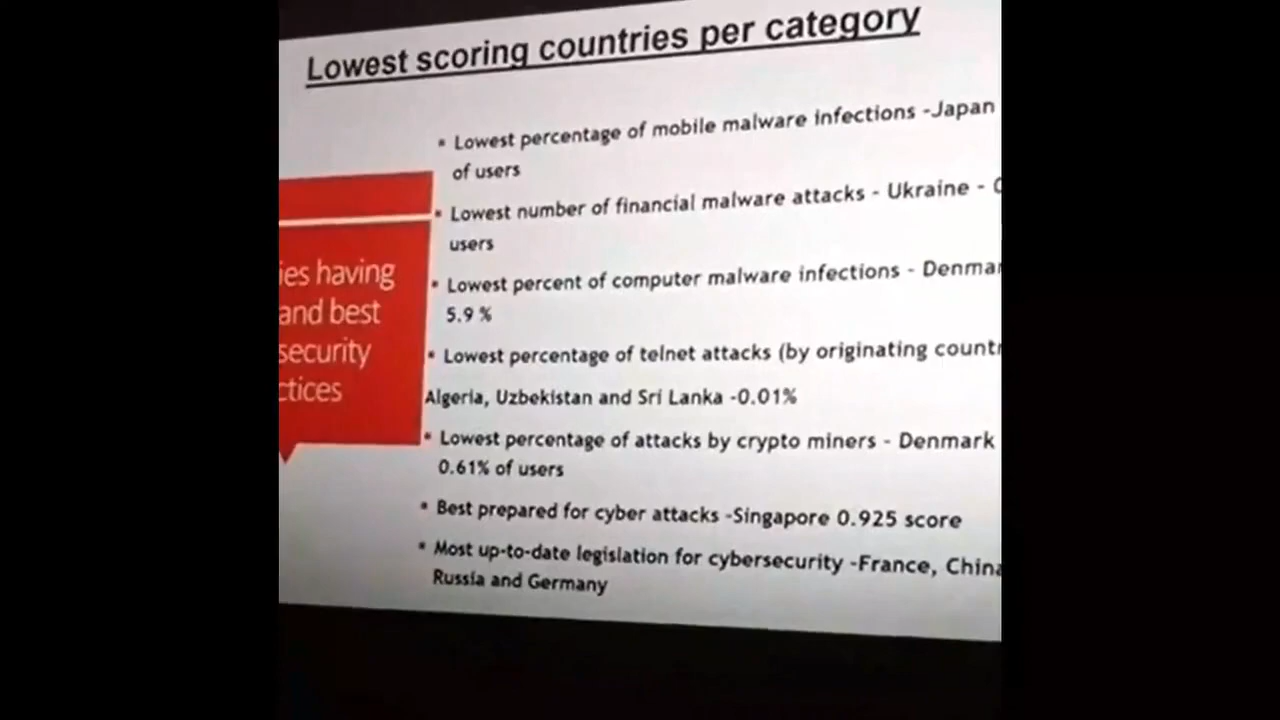 Lowest scoring countries per category
▪ Lowest percentage of mobile malware infections -Japan
of users
▪ Lowest number of financial malware attacks - Ukraine -
users
▪ Lowest percent of computer malware infections -
5.9 %
▪ Lowest percentage of telnet attacks (by originating
Algeria, Uzbekistan and Sri Lanka -0.01%
▪ Lowest percentage of attacks by crypto miners - Denmark
0.61% of users
▪ Best prepared for cyber attacks -Singapore 0.925 score
▪ Most up-to-date legislation for cybersecurity -France, China
Russia and Germany
having
and best
security